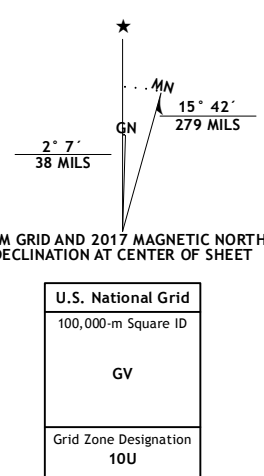 ★
MN
15° 42´
279 MILS
GN
2° 7´
38 MILS
M GRID AND 2017 MAGNETIC NORTH
DECLINATION AT CENTER OF SHEET
U.S. National Grid
100,000-m Square ID
GV
Grid Zone Designation
10U